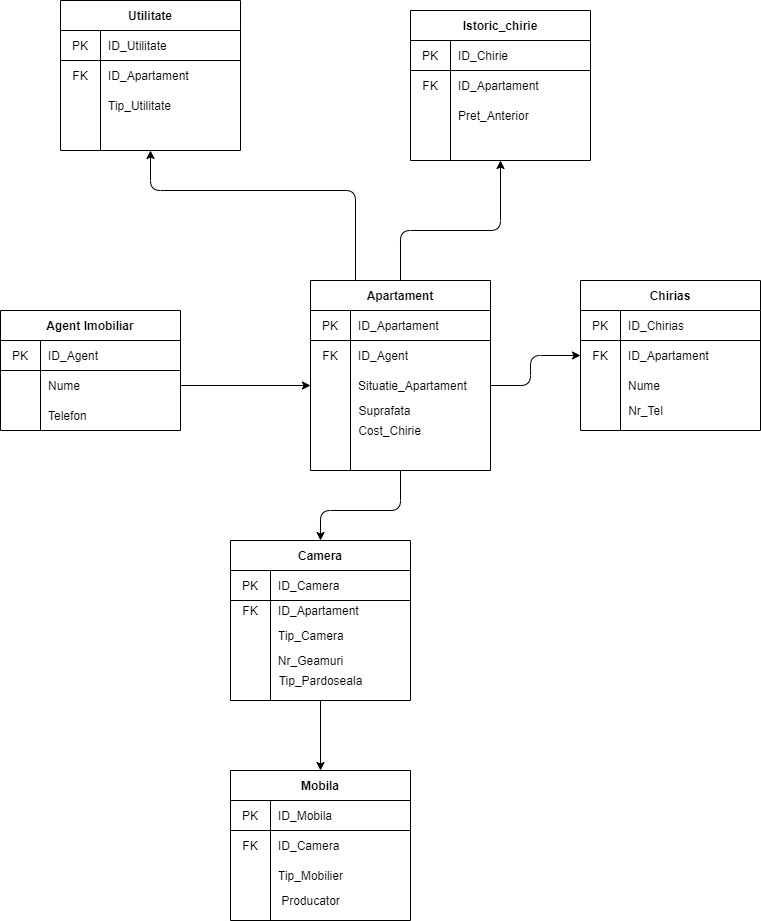 Utilitate
PK ID_Utilitate
FK ID_Apartament
Tip_Utilitate
Istoric_chirie
PK ID_Chirie
FK ID_Apartament
Pret_Anterior
Agent Imobiliar
PK ID_Agent
Nume
Telefon
Apartament
PK ID_Apartament
FK ID_Agent
Situatie_Apartament
Suprafata
Cost_Chirie
Chirias
PK ID_Chirias
FK ID_Apartament
Nume
Nr_Tel
Camera
PK ID_Camera
FK ID_Apartament
Tip_Camera
Nr_Geamuri
Tip_Pardoseala
Mobila
PK ID_Mobila
FK ID_Camera
Tip_Mobilier
Producator